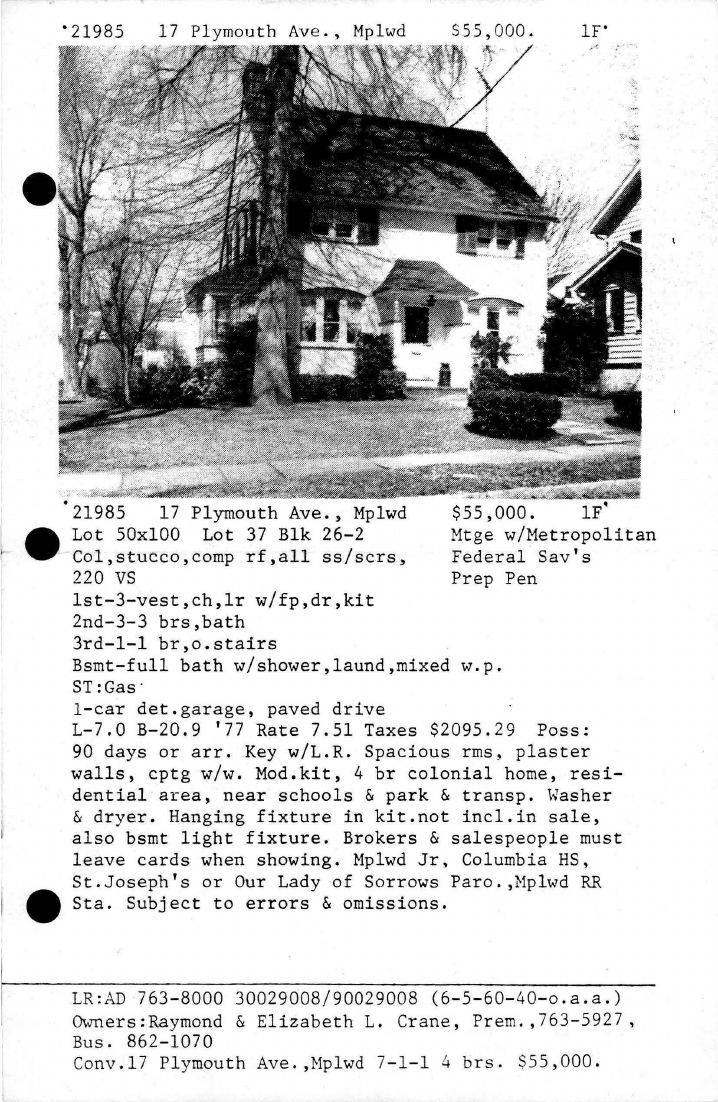 *21985 17 Plymouth Ave., Mplwd $55,000. 1F*
*21985 17 Plymouth Ave., Mplwd $55,000. 1F*
Lot 50x100 Lot 37 Blk 26-2 Mtge w/Metropolitan
Col,stucco,comp rf,all ss/scrs, Federal Sav's
220 VS Prep Pen
1st-3-vest,ch,lr w/fp,dr,kit
2nd-3-3 brs,bath
3rd-1-1 br,o.stairs
Bsmt-full bath w/shower,laund,mixed w.p.
ST:Gas
1-car det.garage, paved drive
L-7.0 B-20.9 '77 Rate 7.51 Taxes $2095.29 Poss:
90 days or arr. Key w/L.R. Spacious rms, plaster
walls, cptg w/w. Mod.kit, 4 br colonial home, resi-
dential area, near schools & park & transp. Washer
& dryer. Hanging fixture in kit.not incl.in sale,
also bsmt light fixture. Brokers & salespeople must
leave cards when showing. Mplwd Jr, Columbia HS,
St.Joseph's or Our Lady of Sorrows Paro.,Mplwd RR
Sta. Subject to errors & omissions.
LR:AD 763-8000 30029008/90029008 (6-5-60-40-o.a.a.)
Owners:Raymond & Elizabeth L. Crane, Prem.,763-5927,
Bus. 862-1070
Conv.17 Plymouth Ave.,Mplwd 7-1-1 4 brs. $55,000.